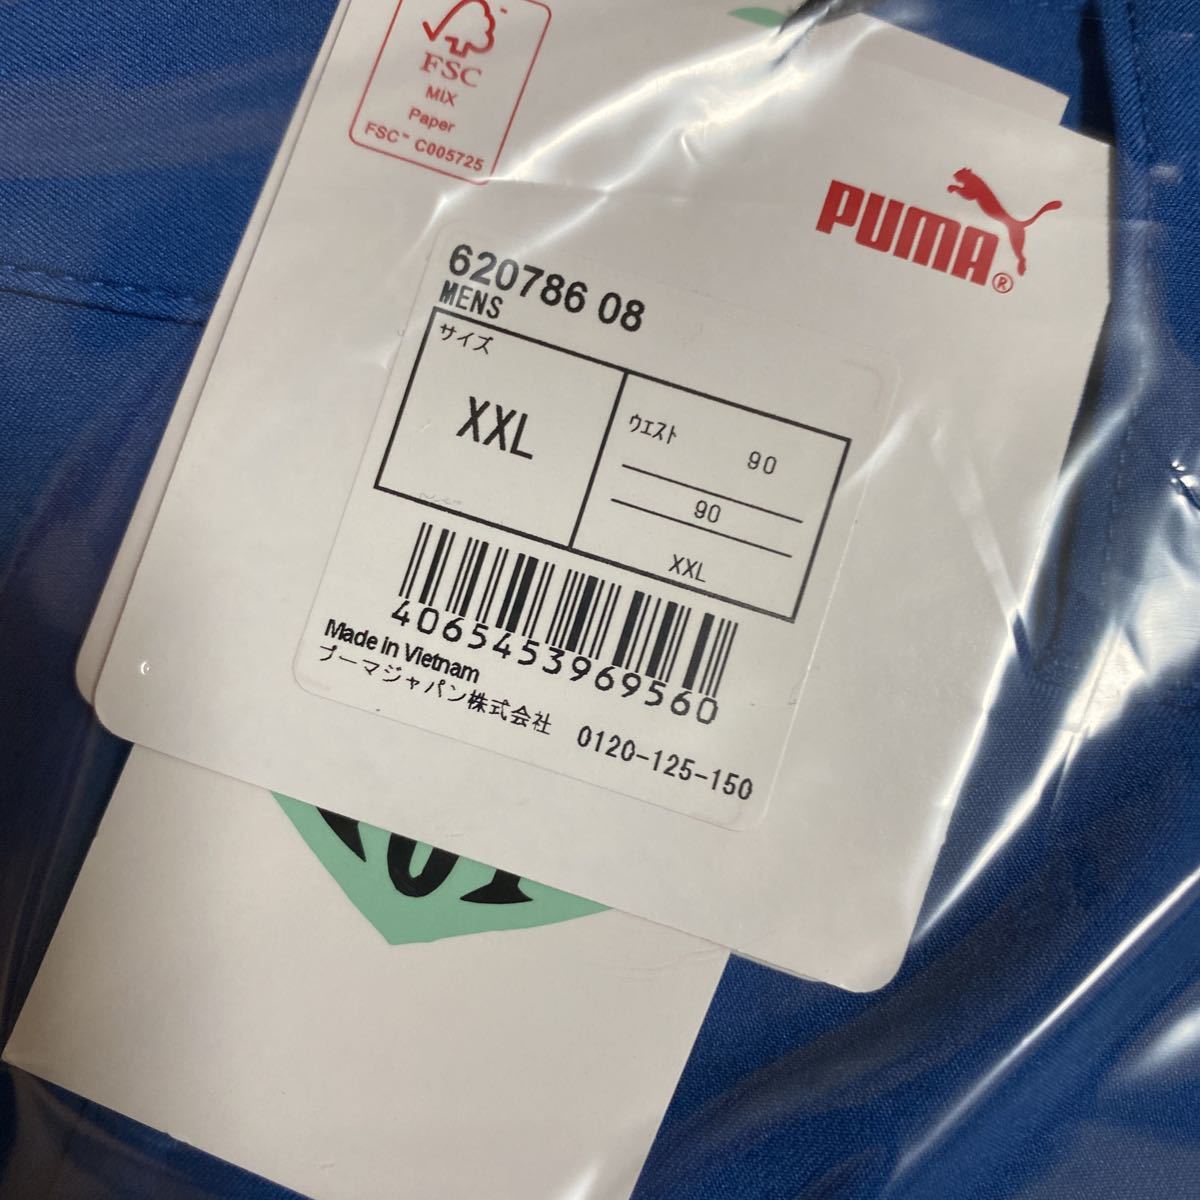 FSC
MIX
Paper
FSC™ C005725
PUMA®
620786 08
MENS
サイズ
XXL
ウエスト 90
90
XXL
4065453969560
Made in Vietnam
プーマジャパン株式会社 0120-125-150